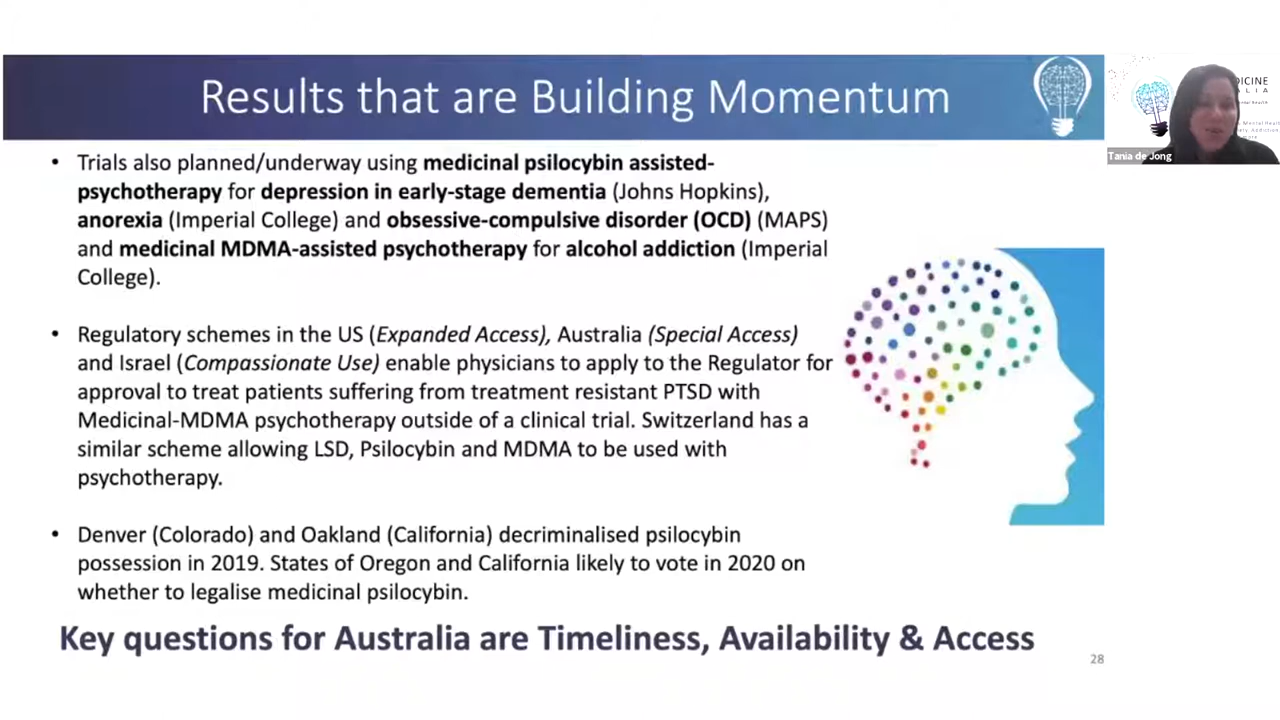 Results that are Building Momentum
• Trials also planned/underway using medicinal psilocybin assisted-
psychotherapy for depression in early-stage dementia (Johns Hopkins),
anorexia (Imperial College) and obsessive-compulsive disorder (OCD) (MAPS)
and medicinal MDMA-assisted psychotherapy for alcohol addiction (Imperial
College).
• Regulatory schemes in the US (Expanded Access), Australia (Special Access)
and Israel (Compassionate Use) enable physicians to apply to the Regulator for
approval to treat patients suffering from treatment resistant PTSD with
Medicinal-MDMA psychotherapy outside of a clinical trial. Switzerland has a
similar scheme allowing LSD, Psilocybin and MDMA to be used with
psychotherapy.
• Denver (Colorado) and Oakland (California) decriminalised psilocybin
possession in 2019. States of Oregon and California likely to vote in 2020 on
whether to legalise medicinal psilocybin.
Key questions for Australia are Timeliness, Availability & Access
28
DICINE
ALIA
Mental Health
Tania de Jong